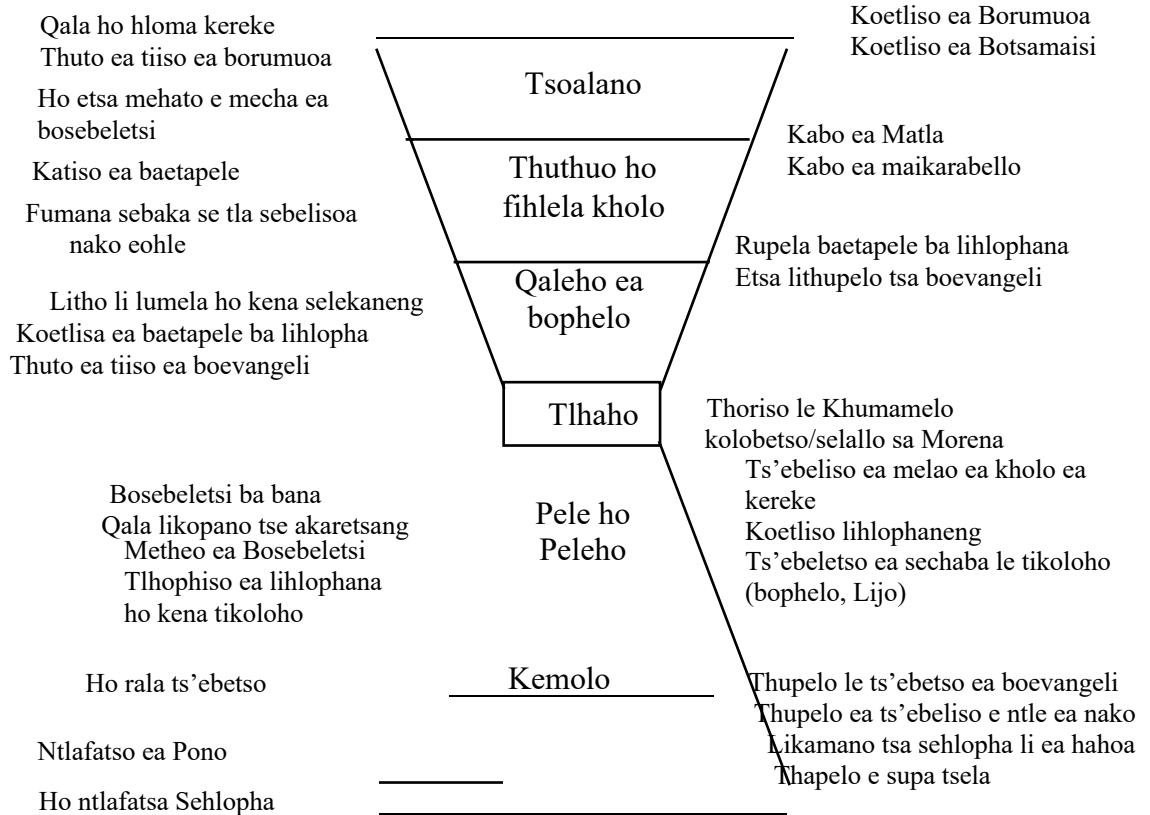 Qala ho hloma kereke
Thuto ea tiiso ea borumuoa
Ho etsa mehato e mecha ea
bosebeletsi
Katiso ea baetapele
Fumana sebaka se tla sebelisoa
nako eohle
Litho li lumela ho kena selekaneng
Koetlisa ea baetapele ba lihlopha
Thuto ea tiiso ea boevangeli
Bosebeletsi ba bana
Qala likopano tse akaretsang
Metheo ea Bosebeletsi
Tlhophiso ea lihlophana
ho kena tikoloho
Ho rala ts’ebetso
Ntlafatso ea Pono
Ho ntlafatsa Sehlopha
Tsoalano
Thuthuo ho
fihlela kholo
Qaleho ea
bophelo
Tlhaho
Pele ho
Peleho
Kemolo
Koetliso ea Borumuoa
Koetliso ea Botsamaisi
Kabo ea Matla
Kabo ea maikarabello
Rupela baetapele ba lihlophana
Etsa lithupelo tsa boevangeli
Thoriso le Khumamelo
kolobetso/selallo sa Morena
Ts’ebeliso ea melao ea kholo ea
kereke
Koetliso lihlophaneng
Ts’ebeletso ea sechaba le tikoloho
(bophelo, Lijo)
Thupelo le ts’ebetso ea boevangeli
Thupelo ea ts’ebeliso e ntle ea nako
Likamano tsa sehlopha li ea hahoa
Thapelo e supa tsela